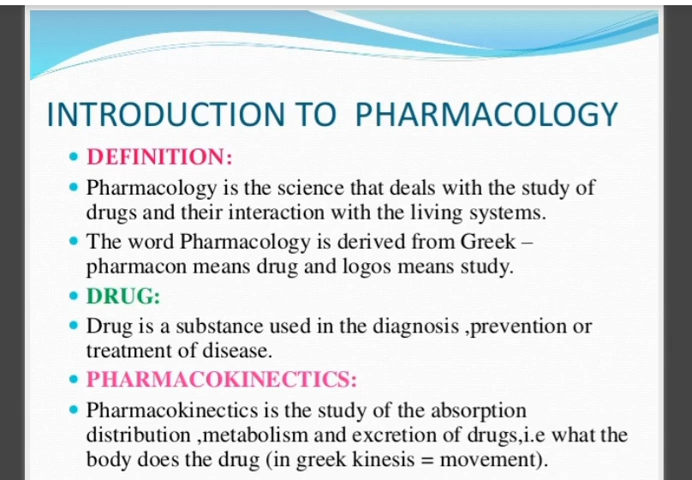 INTRODUCTION TO PHARMACOLOGY
• DEFINITION:
• Pharmacology is the science that deals with the study of
drugs and their interaction with the living systems.
• The word Pharmacology is derived from Greek –
pharmacon means drug and logos means study.
• DRUG:
• Drug is a substance used in the diagnosis ,prevention or
treatment of disease.
• PHARMACOKINECTICS:
• Pharmacokinectics is the study of the absorption
distribution ,metabolism and excretion of drugs,i.e what the
body does the drug (in greek kinesis = movement).